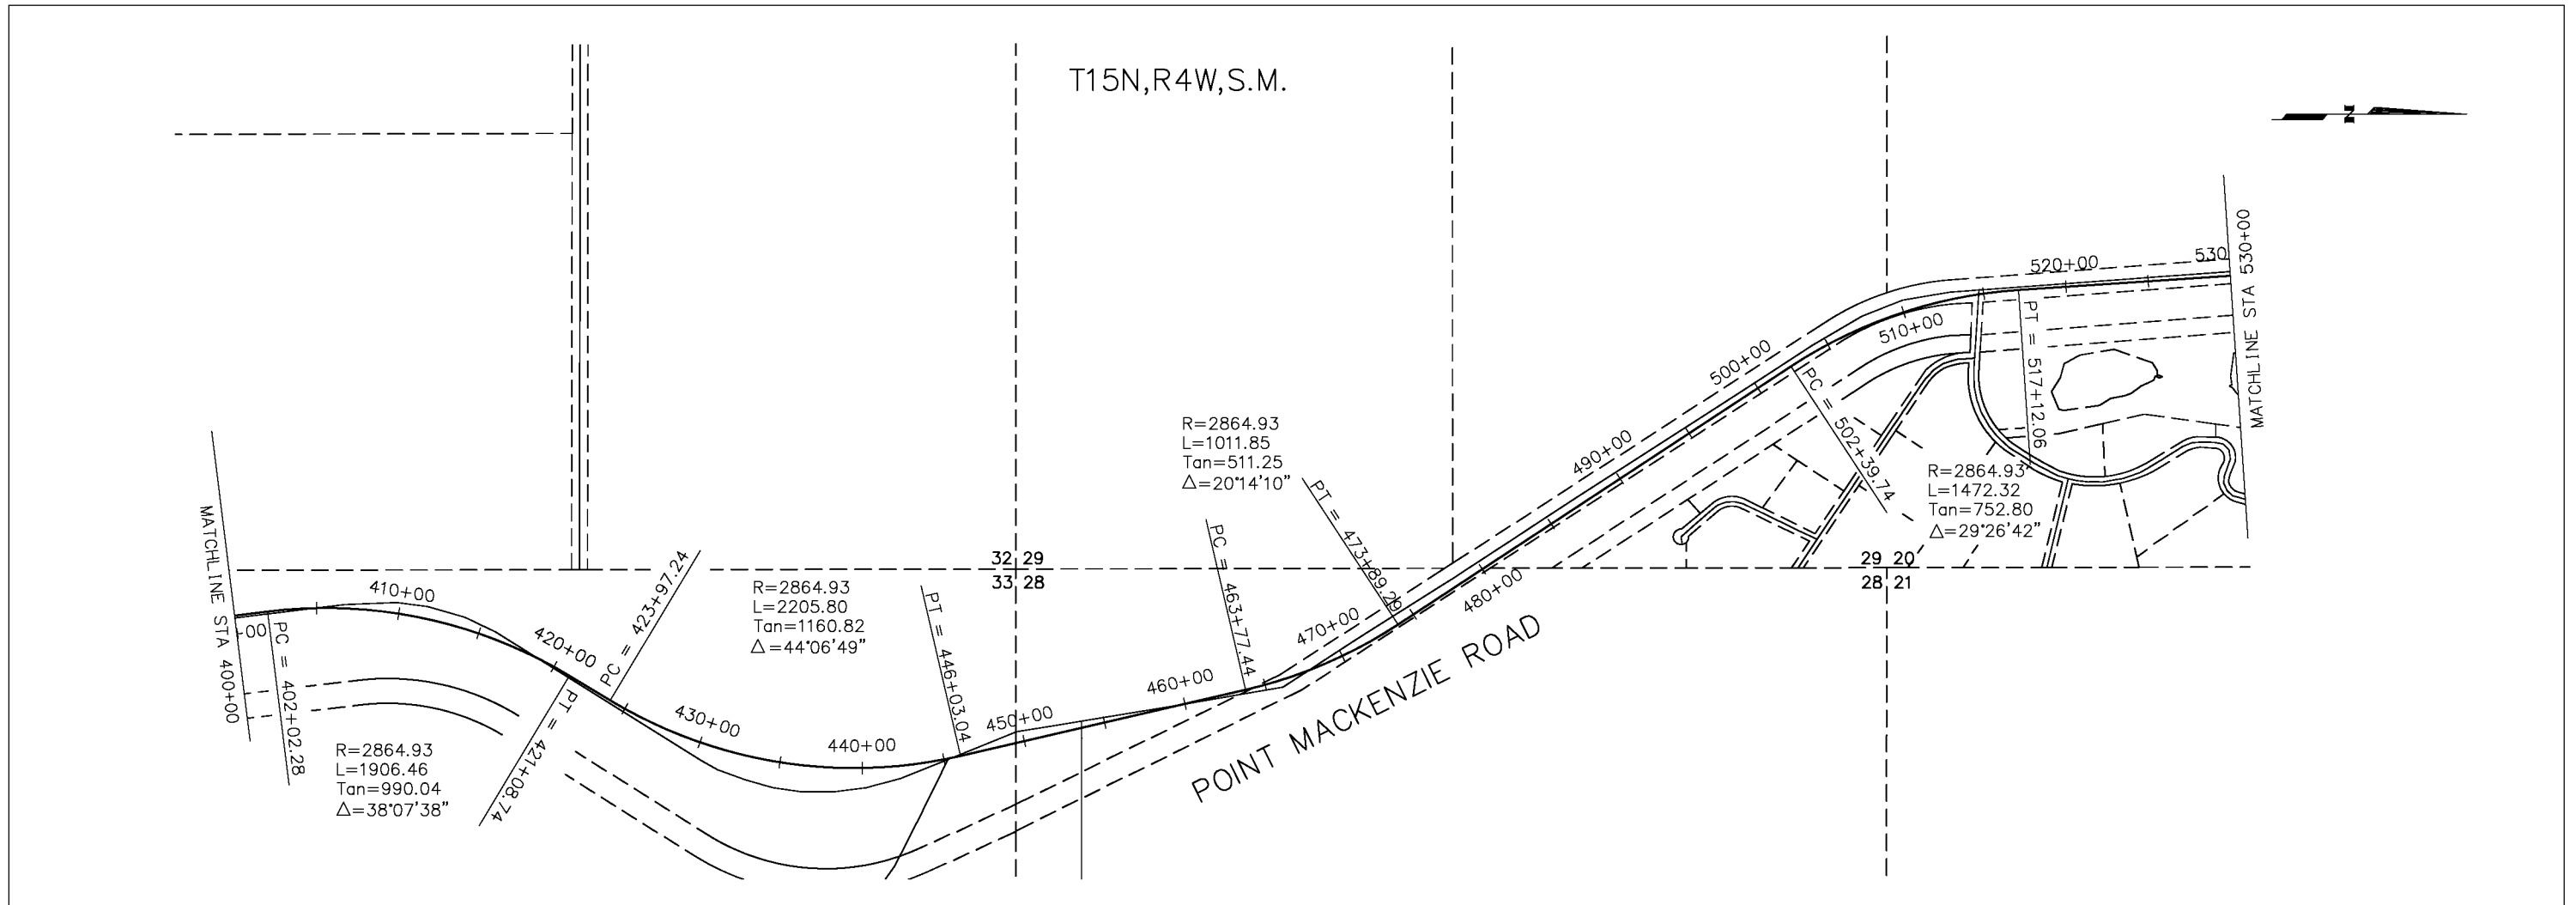 T15N,R4W,S.M.
N
MATCHLINE STA 400+00
00
PC = 402+02.28
410+00
R=2864.93
L=1906.46
Tan=990.04
△=38°07'38"
420+00
PT = 421+08.74
PC = 423+97.24
430+00
R=2864.93
L=2205.80
Tan=1160.82
△=44°06'49"
440+00
PT = 446+03.04
450+00
32 29
33 28
460+00
PC = 463+77.44
R=2864.93
L=1011.85
Tan=511.25
△=20°14'10"
470+00
PT = 473+89.29
480+00
POINT MACKENZIE ROAD
490+00
500+00
PC = 502+39.74
510+00
29 20
28 21
R=2864.93
L=1472.32
Tan=752.80
△=29°26'42"
PT = 517+12.06
520+00
530
MATCHLINE STA 530+00